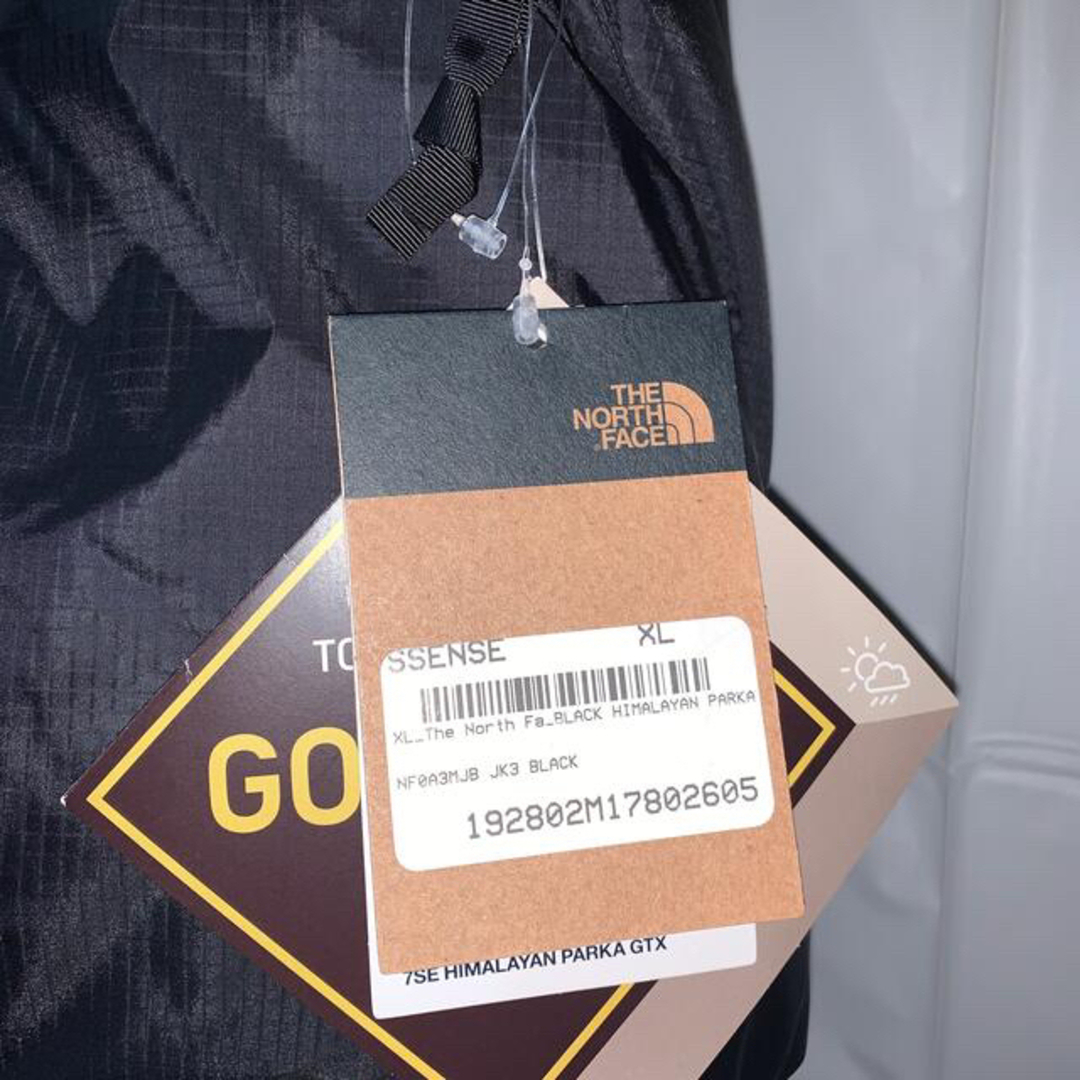 THE
NORTH
FACE
TO
GO
SSENSE XL
XL_The North Fa_BLACK HIMALAYAN PARKA
NF0A3MJB JK3 BLACK
192802M17802605
7SE HIMALAYAN PARKA GTX